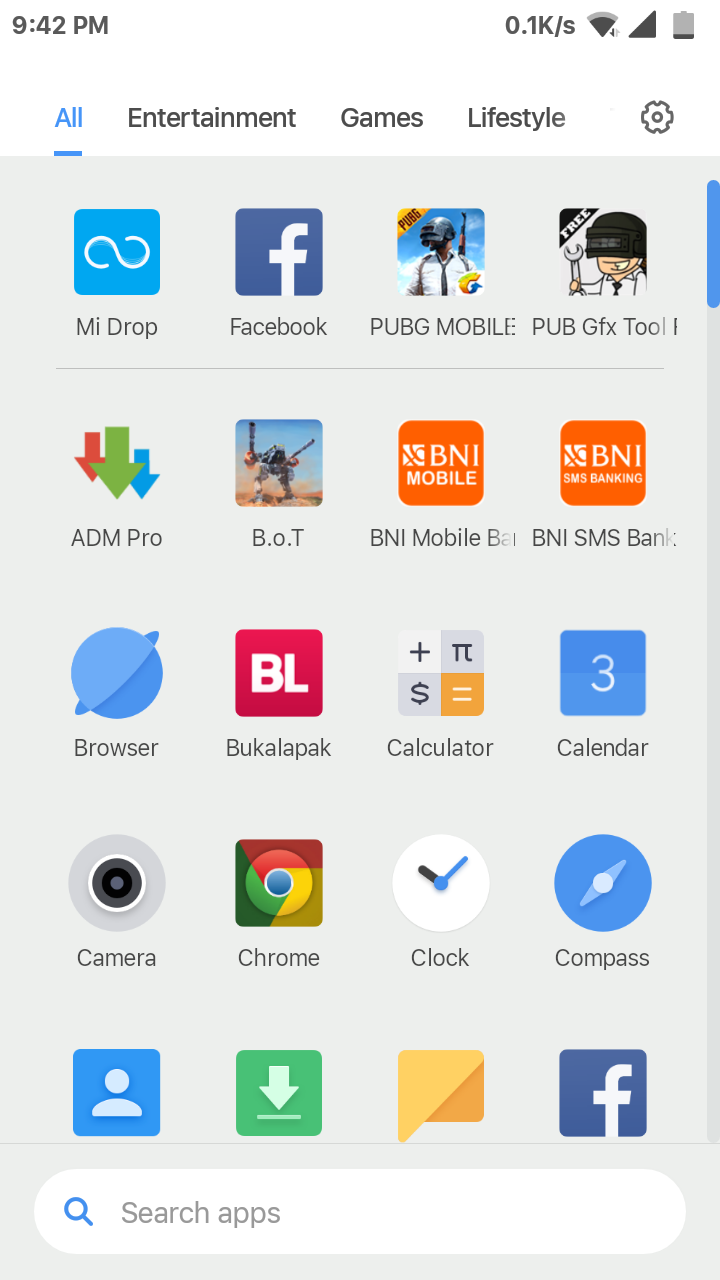 9:42 PM 0.1K/s
All Entertainment Games Lifestyle
PUBG FREE
Mi Drop Facebook PUBG MOBILE PUB Gfx Tool
BNI BNI
MOBILE SMS BANKING
ADM Pro B.o.T BNI Mobile Ba BNI SMS Bank
BL + π 3
$ =
Browser Bukalapak Calculator Calendar
Camera Chrome Clock Compass
Search apps